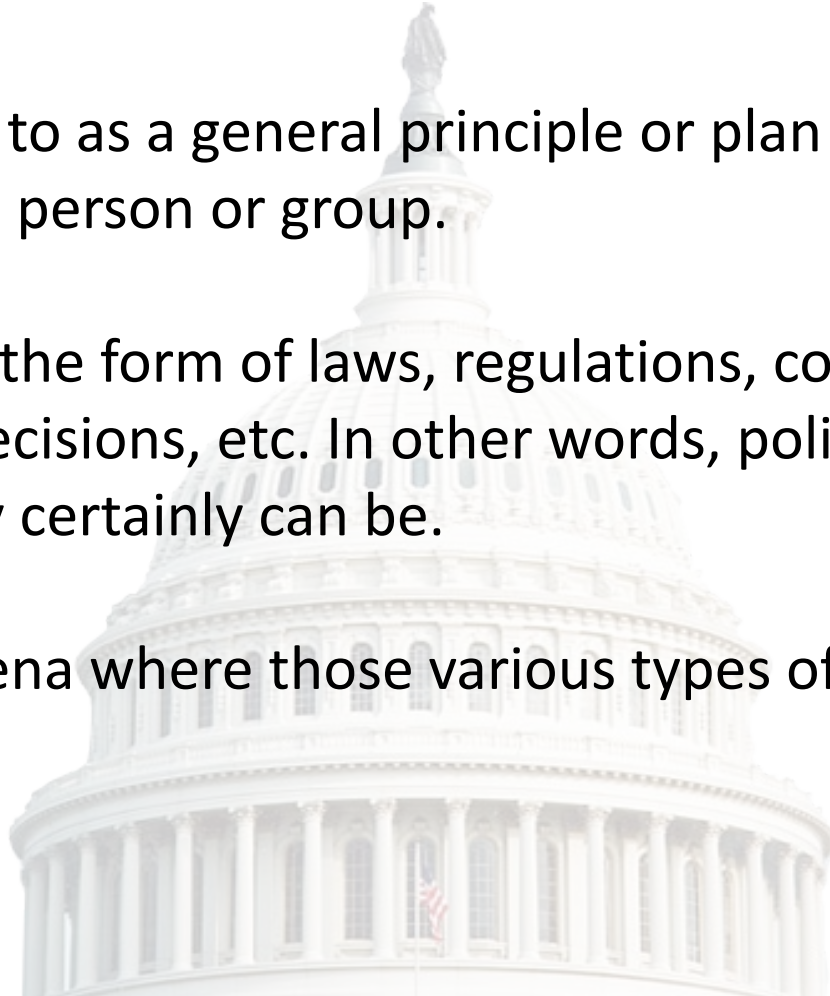 to as a general principle or plan
person or group.
the form of laws, regulations, co
ecisions, etc. In other words, poli
certainly can be.
ena where those various types of